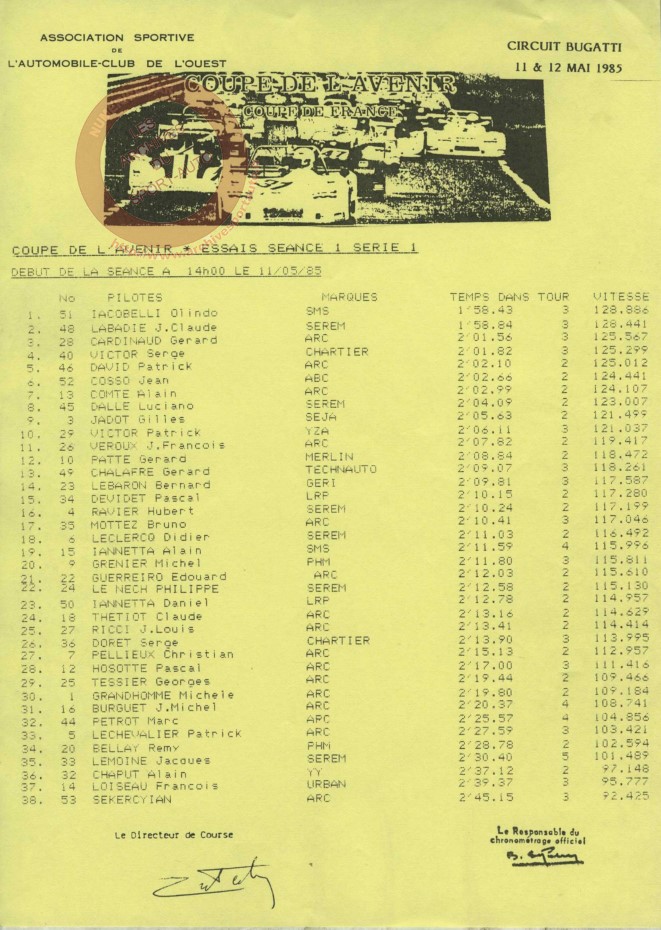 ASSOCIATION SPORTIVE
DE
L'AUTOMOBILE-CLUB DE L'OUEST
CIRCUIT BUGATTI
11 & 12 MAI 1985
COUPE DE L'AVENIR
COUPE DE FRANCE
COUPE DE L'AVENIR * ESSAIS SEANCE 1 SERIE 1
DEBUT DE LA SEANCE A 14h00 LE 11/05/85
No PILOTES MARQUES TEMPS DANS TOUR VITESSE
1. 51 IACOBELLI Olindo SMS 1'58.43 3 128.886
2. 48 LABADIE J.Claude SEREM 1'58.84 3 128.441
3. 28 CARDINAUD Gerard ARC 2'01.56 3 125.567
4. 40 VICTOR Serge CHARTIER 2'01.82 3 125.299
5. 46 DAVID Patrick ARC 2'02.10 2 125.012
6. 52 COSSO Jean ABC 2'02.66 2 124.441
7. 13 COMTE Alain ARC 2'02.99 2 124.107
8. 45 DALLE Luciano SEREM 2'04.09 2 123.007
9. 3 JADOT Gilles SEJA 2'05.63 2 121.499
10. 29 VICTOR Patrick YZA 2'06.11 3 121.037
11. 26 VEROUX J.Francois ARC 2'07.82 2 119.417
12. 10 PATTE Gerard MERLIN 2'08.84 2 118.472
13. 49 CHALAFRE Gerard TECHNAUTO 2'09.07 3 118.261
14. 23 LEBARON Bernard GERI 2'09.81 3 117.587
15. 34 DEVIDET Pascal LRP 2'10.15 2 117.280
16. 4 RAVIER Hubert SEREM 2'10.24 2 117.199
17. 35 MOTTEZ Bruno ARC 2'10.41 3 117.046
18. 6 LECLERCQ Didier SEREM 2'11.03 2 116.492
19. 15 IANNETTA Alain SMS 2'11.59 4 115.996
20. 9 GRENIER Michel PHM 2'11.80 3 115.811
21. 22 GUERREIRO Edouard ARC 2'12.03 2 115.610
22. 24 LE NECH PHILIPPE SEREM 2'12.58 2 115.130
23. 50 IANNETTA Daniel LRP 2'12.78 2 114.957
24. 18 THETIOT Claude ARC 2'13.16 2 114.629
25. 27 RICCI J.Louis ARC 2'13.41 2 114.414
26. 36 DORET Serge CHARTIER 2'13.90 3 113.995
27. 7 PELLIEUX Christian ARC 2'15.13 2 112.957
28. 12 HOSOTTE Pascal ARC 2'17.00 3 111.416
29. 25 TESSIER Georges ARC 2'19.44 2 109.466
30. 1 GRANDHOMME Michele ARC 2'19.80 2 109.184
31. 16 BURGUET J.Michel ARC 2'20.37 4 108.741
32. 44 PETROT Marc ARC 2'25.57 4 104.856
33. 5 LECHEVALIER Patrick ARC 2'27.59 3 103.421
34. 20 BELLAY Remy PHM 2'28.78 2 102.594
35. 33 LEMOINE Jacques SEREM 2'30.40 5 101.489
36. 32 CHAPUT Alain YY 2'37.12 2 97.148
37. 14 LOISEAU Francois URBAN 2'39.37 3 95.777
38. 53 SEKERCYIAN ARC 2'45.15 3 92.425
Le Directeur de Course
Le Responsable du
chronométrage officiel